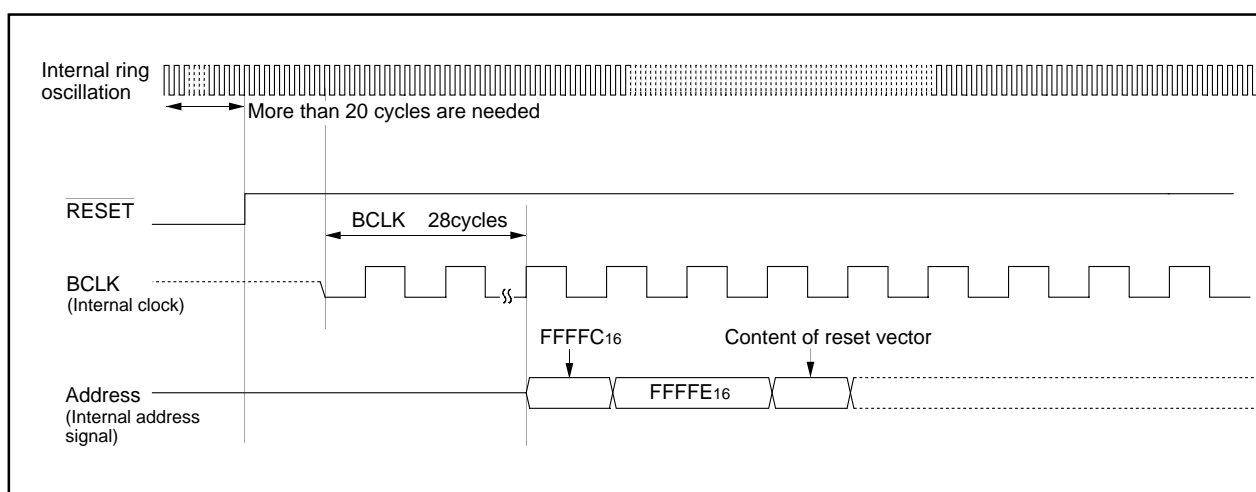 Internal ring
oscillation
More than 20 cycles are needed
RESET
BCLK 28cycles
BCLK
(Internal clock)
FFFFC16
Content of reset vector
Address
(Internal address
signal)
FFFFE16